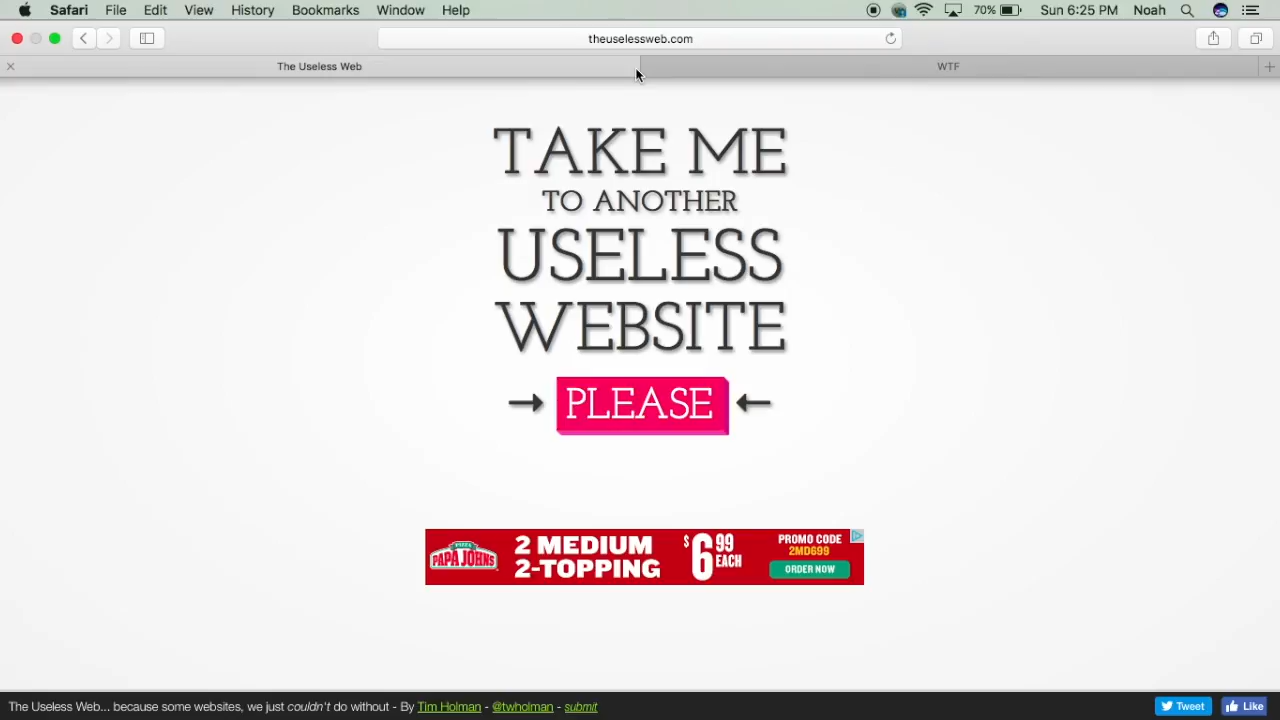 Safari File Edit View History Bookmarks Window Help 70% Sun 6:25 PM Noah
theuselessweb.com
The Useless Web WTF
TAKE ME
TO ANOTHER
USELESS
WEBSITE
PLEASE
PIZZA PAPA JOHNS
2 MEDIUM
2-TOPPING
$6 99 EACH
PROMO CODE
2MD699
ORDER NOW
The Useless Web... because some websites, we just couldn't do without - By Tim Holman - @twholman - submit Tweet Like